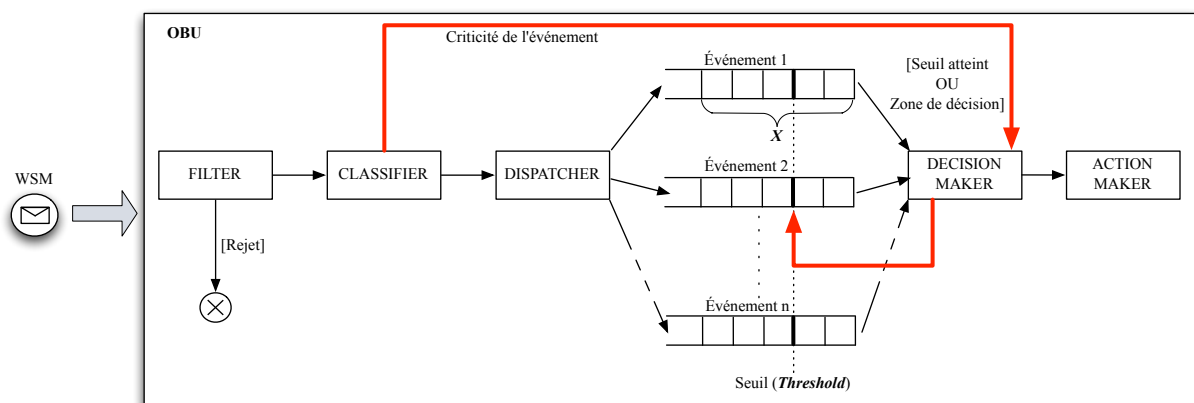 OBU
Criticité de l'événement
Événement 1
[Seuil atteint
OU
Zone de décision]
X
WSM
FILTER
CLASSIFIER
DISPATCHER
Événement 2
DECISION
MAKER
ACTION
MAKER
[Rejet]
Événement n
Seuil (Threshold)